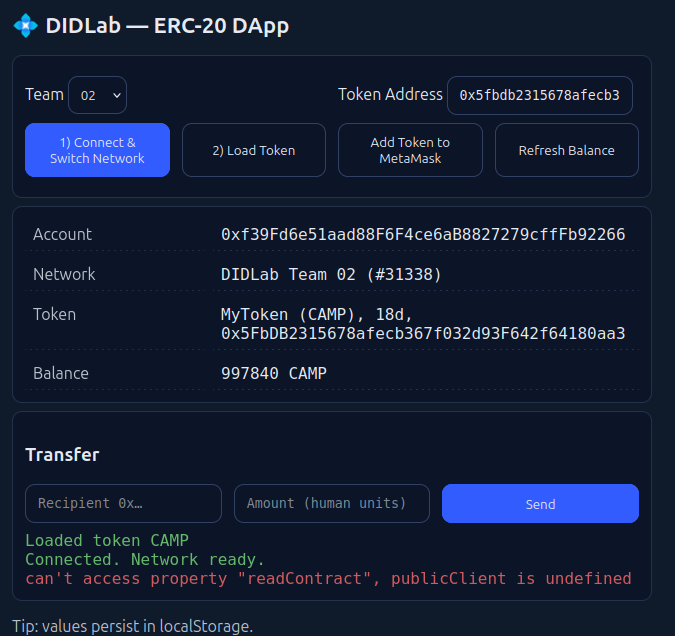 DIDLab — ERC-20 DApp
Team 02
Token Address 0x5fbdb2315678afecb3
1) Connect &
Switch Network
2) Load Token
Add Token to
MetaMask
Refresh Balance
Account 0xf39Fd6e51aad88F6F4ce6aB8827279cffFb92266
Network DIDLab Team 02 (#31338)
Token MyToken (CAMP), 18d,
0x5FbDB2315678afecb367f032d93F642f64180aa3
Balance 997840 CAMP
Transfer
Recipient 0x…
Amount (human units)
Send
Loaded token CAMP
Connected. Network ready.
can't access property "readContract", publicClient is undefined
Tip: values persist in localStorage.